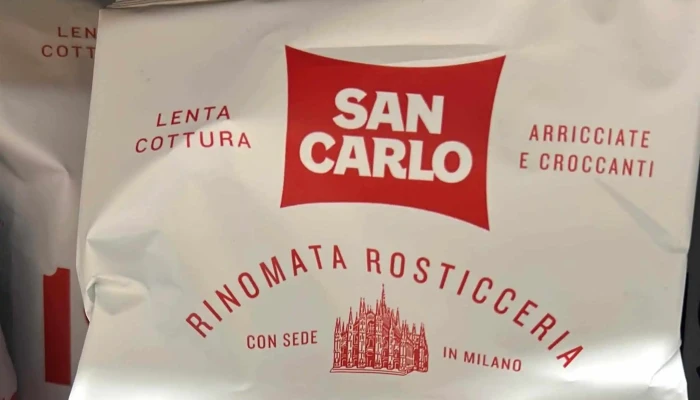 LENTA
COTTURA
SAN
CARLO
ARRICCIATE
E CROCCANTI
RINOMATA ROSTICCERIA
CON SEDE
IN MILANO